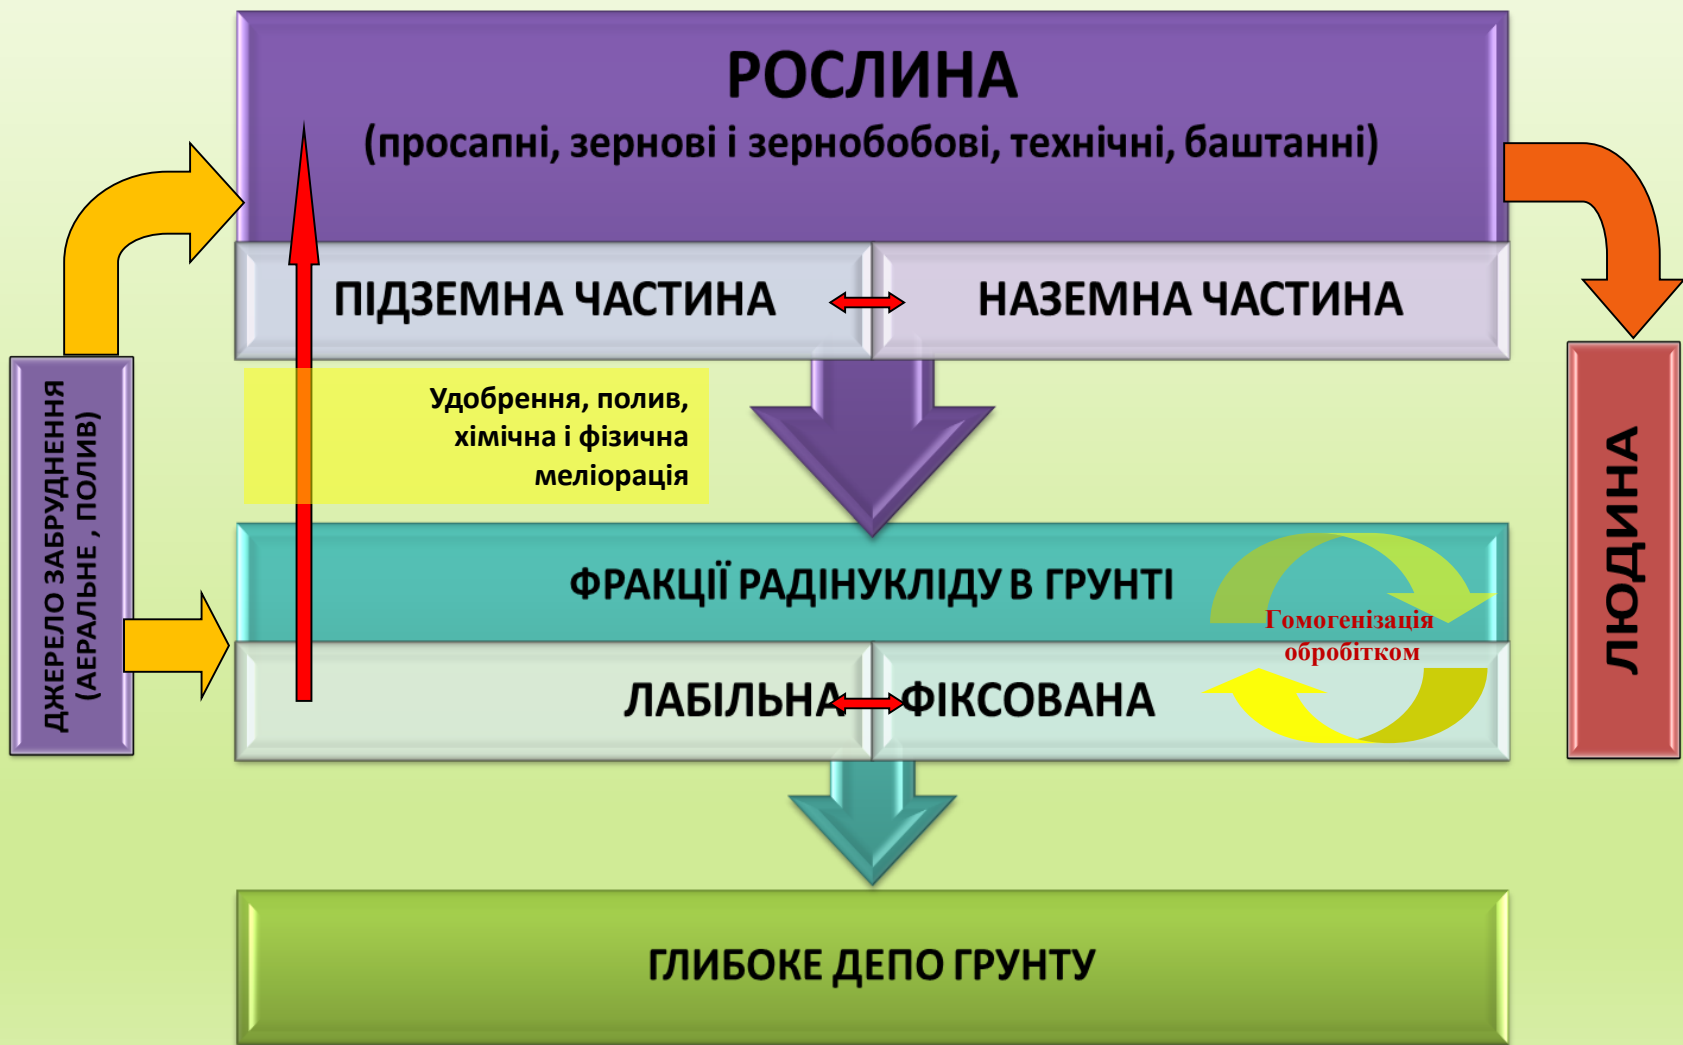 РОСЛИНА
(просапні, зернові і зернобобові, технічні, баштанні)
ПІДЗЕМНА ЧАСТИНА
НАЗЕМНА ЧАСТИНА
ДЖЕРЕЛО ЗАБРУДНЕННЯ
(АЕРАЛЬНЕ , ПОЛИВ)
Удобрення, полив,
хімічна і фізична
меліорація
ЛЮДИНА
ФРАКЦІЇ РАДІНУКЛІДУ В ГРУНТІ
Гомогенізація
обробітком
ЛАБІЛЬНА
ФІКСОВАНА
ГЛИБОКЕ ДЕПО ГРУНТУ